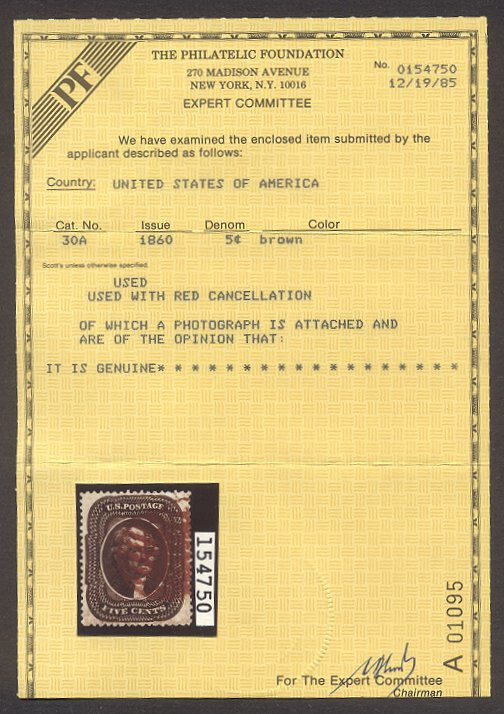 PF
THE PHILATELIC FOUNDATION
270 MADISON AVENUE
NEW YORK, N.Y. 10016
EXPERT COMMITTEE
No. 0154750
12/19/85
We have examined the enclosed item submitted by the
applicant described as follows:
Country: UNITED STATES OF AMERICA
Cat. No. Issue Denom Color
30A 1860 5¢ brown
Scott's unless otherwise specified
USED
USED WITH RED CANCELLATION
OF WHICH A PHOTOGRAPH IS ATTACHED AND
ARE OF THE OPINION THAT:
IT IS GENUINE* * * * * * * * * * * * * * * * * *
U.S. POSTAGE
FIVE CENTS
154750
A 01095
For The Expert Committee
Chairman